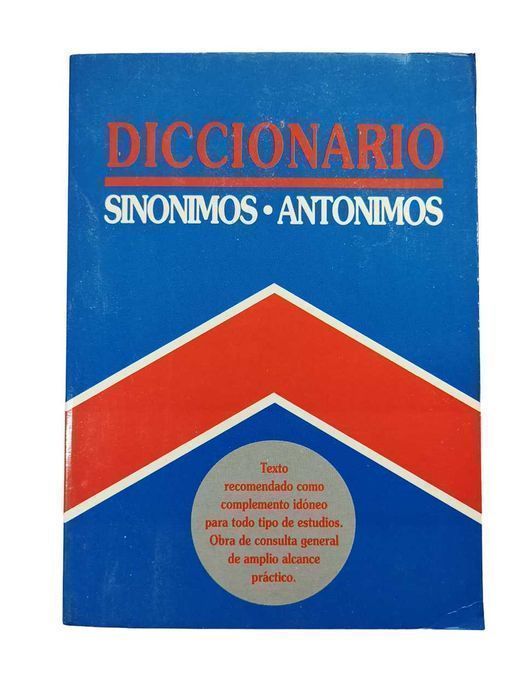 DICCIONARIO
SINONIMOS • ANTONIMOS
Texto
recomendado como
complemento idóneo
para todo tipo de estudios.
Obra de consulta general
de amplio alcance
práctico.